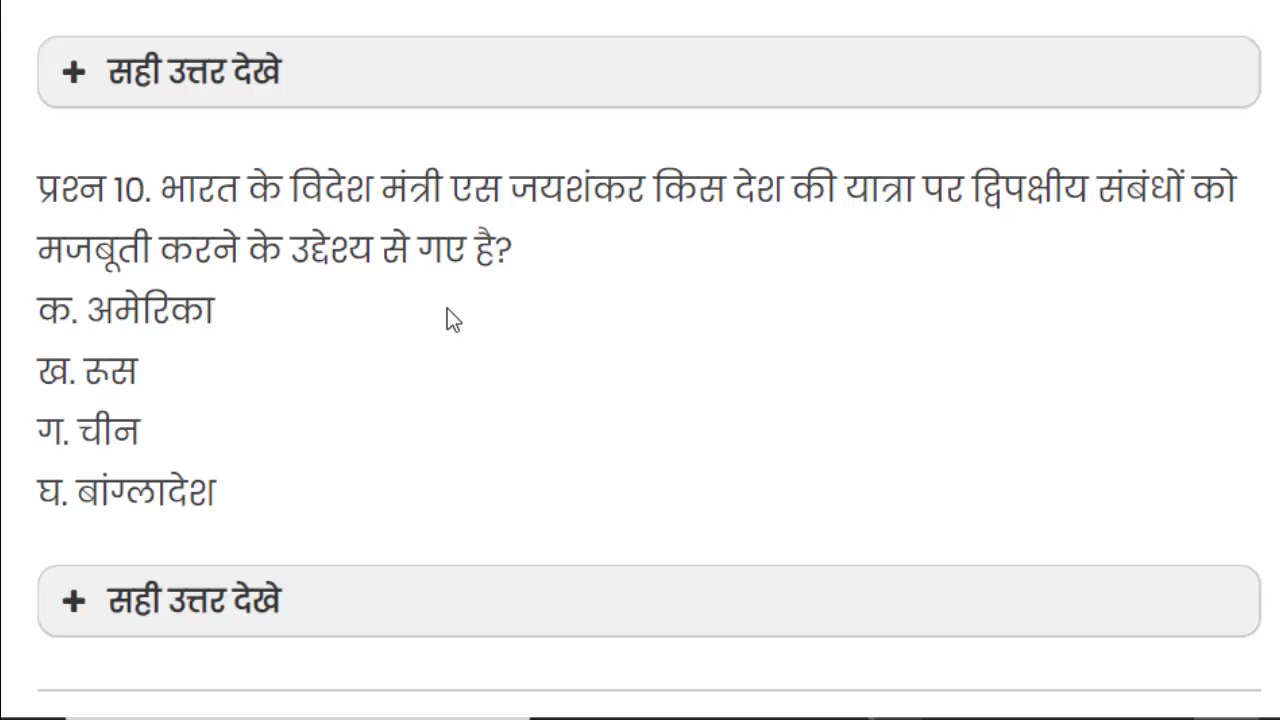 + सही उत्तर देखे
प्रश्न 10. भारत के विदेश मंत्री एस जयशंकर किस देश की यात्रा पर द्विपक्षीय संबंधों को
मजबूती करने के उद्देश्य से गए है?
क. अमेरिका
ख. रूस
ग. चीन
घ. बांग्लादेश
+ सही उत्तर देखे